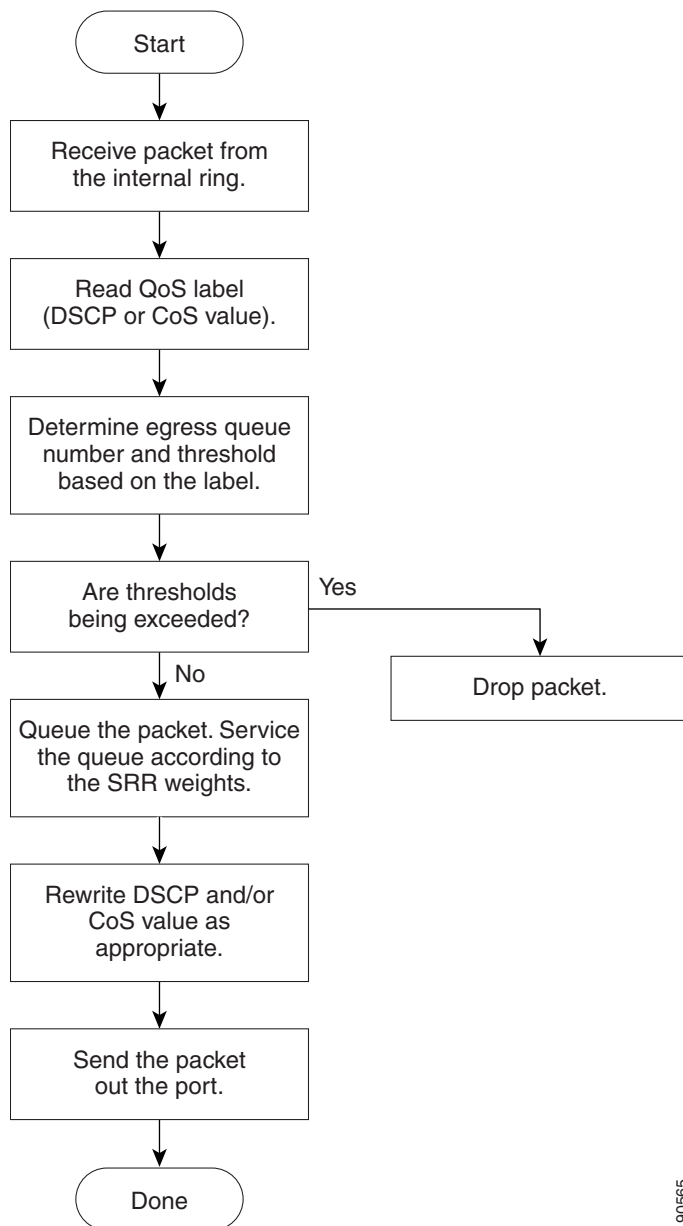 Start
Receive packet from
the internal ring.
Read QoS label
(DSCP or CoS value).
Determine egress queue
number and threshold
based on the label.
Are thresholds
being exceeded?
Yes
No
Drop packet.
Queue the packet. Service
the queue according to
the SRR weights.
Rewrite DSCP and/or
CoS value as
appropriate.
Send the packet
out the port.
Done
90565